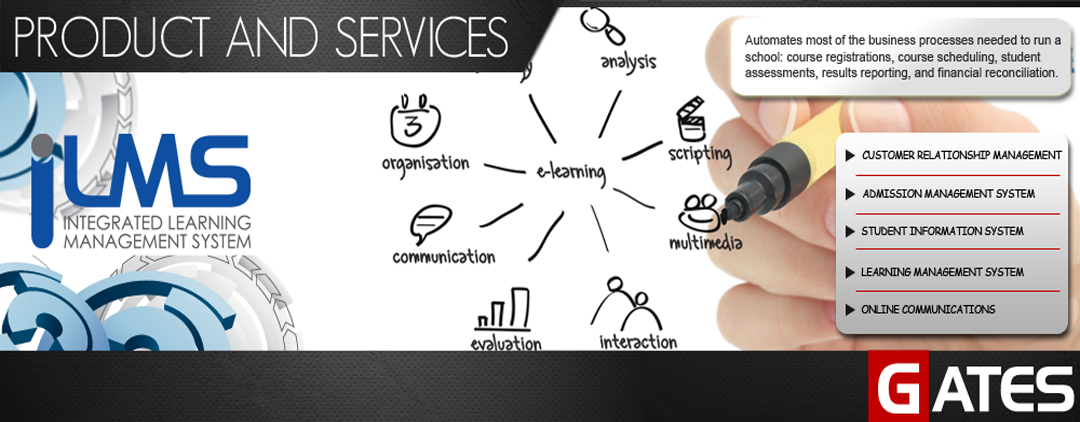 PRODUCT AND SERVICES
Automates most of the business processes needed to run a
school: course registrations, course scheduling, student
assessments, results reporting, and financial reconciliation.
analysis
organisation
scripting
e-learning
multimedia
communication
evaluation
interaction
iLMS
INTEGRATED LEARNING
MANAGEMENT SYSTEM
CUSTOMER RELATIONSHIP MANAGEMENT
ADMISSION MANAGEMENT SYSTEM
STUDENT INFORMATION SYSTEM
LEARNING MANAGEMENT SYSTEM
ONLINE COMMUNICATIONS
GATES